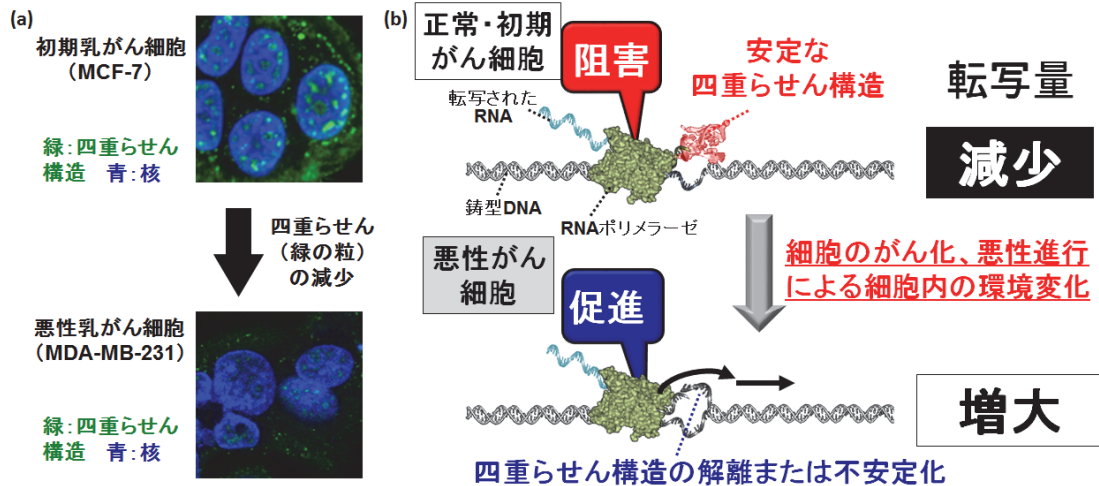 (a)
初期乳がん細胞
(MCF-7)
緑:四重らせん
構造 青:核
四重らせん
(緑の粒)
の減少
悪性乳がん細胞
(MDA-MB-231)
緑:四重らせん
構造 青:核
(b)
正常・初期
がん細胞
阻害
安定な
四重らせん構造
転写量
転写された
RNA
減少
鋳型DNA
RNAポリメラーゼ
細胞のがん化、悪性進行
による細胞内の環境変化
悪性がん
細胞
促進
増大
四重らせん構造の解離または不安定化